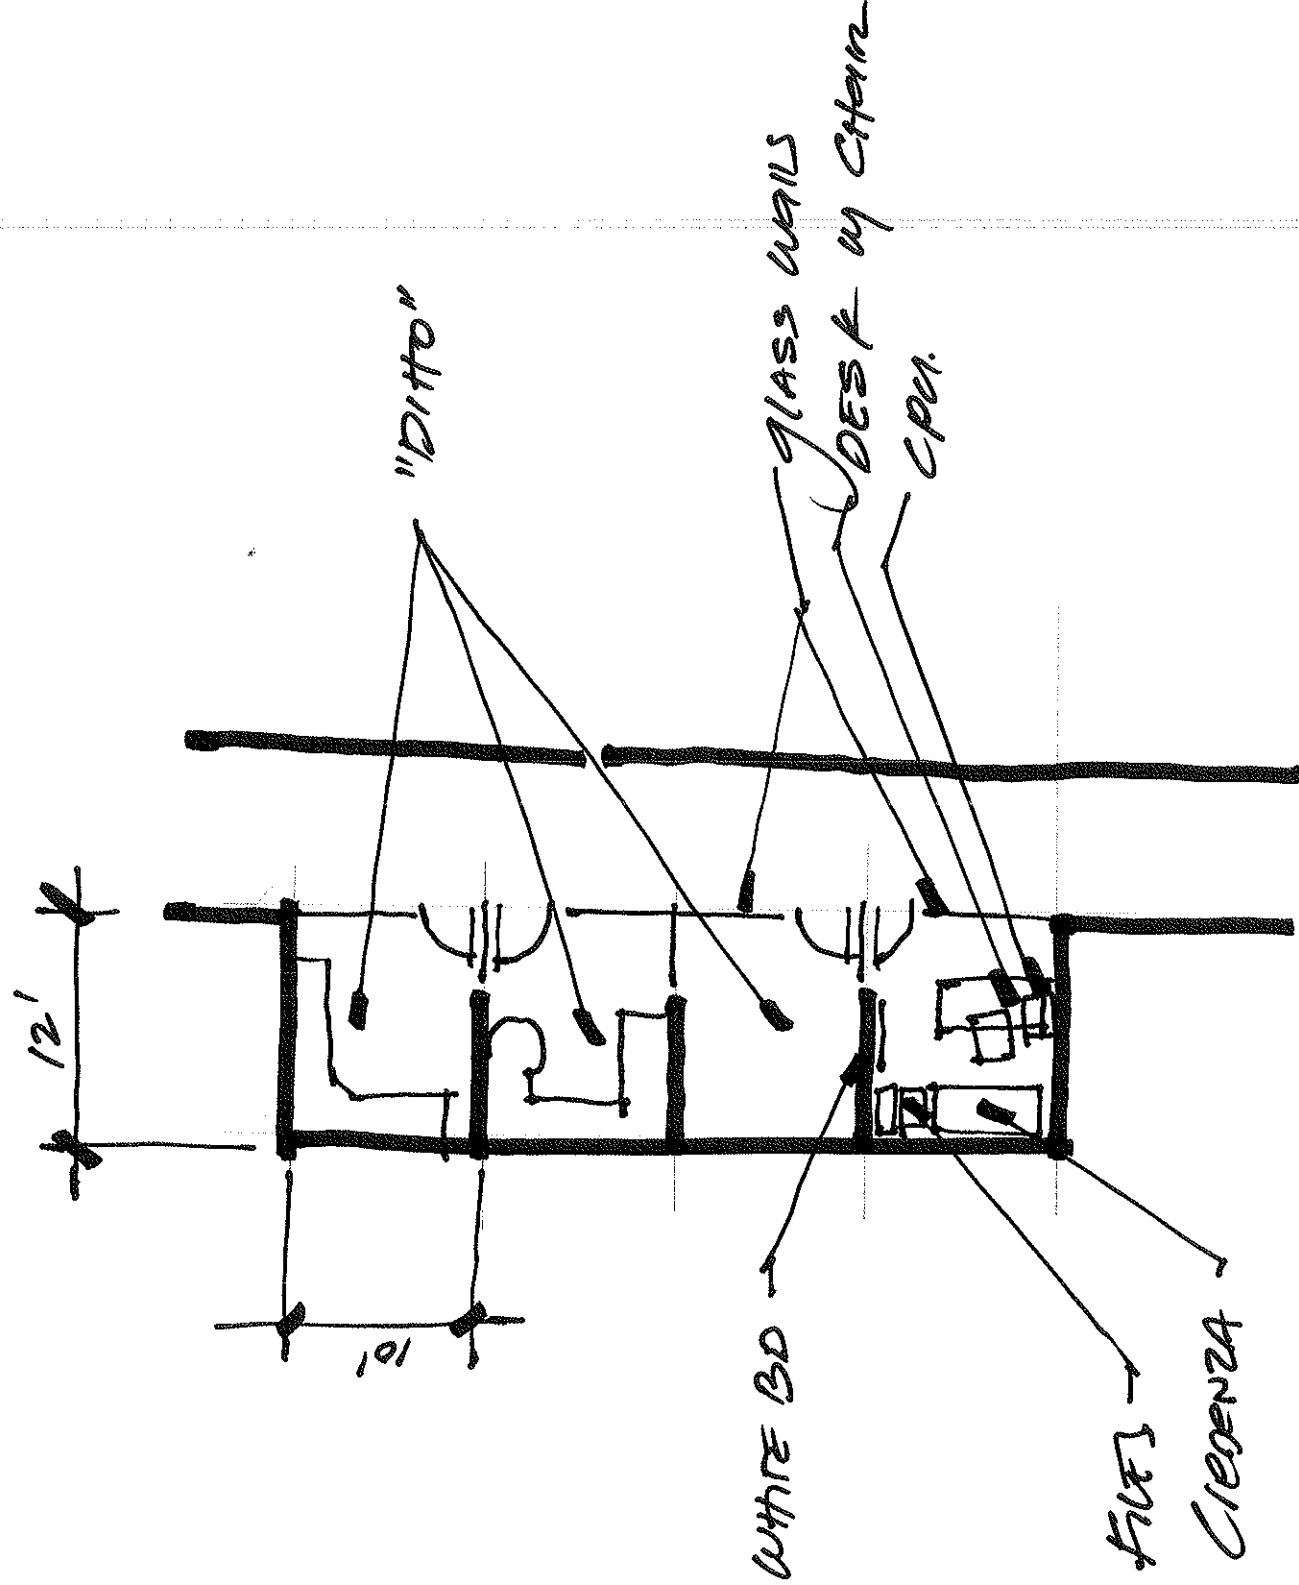 12'
10'
"DITTO"
WHITE BD
glASS WAllS
DESK w/ CHAIR
CPU.
FILES
CREDENZA